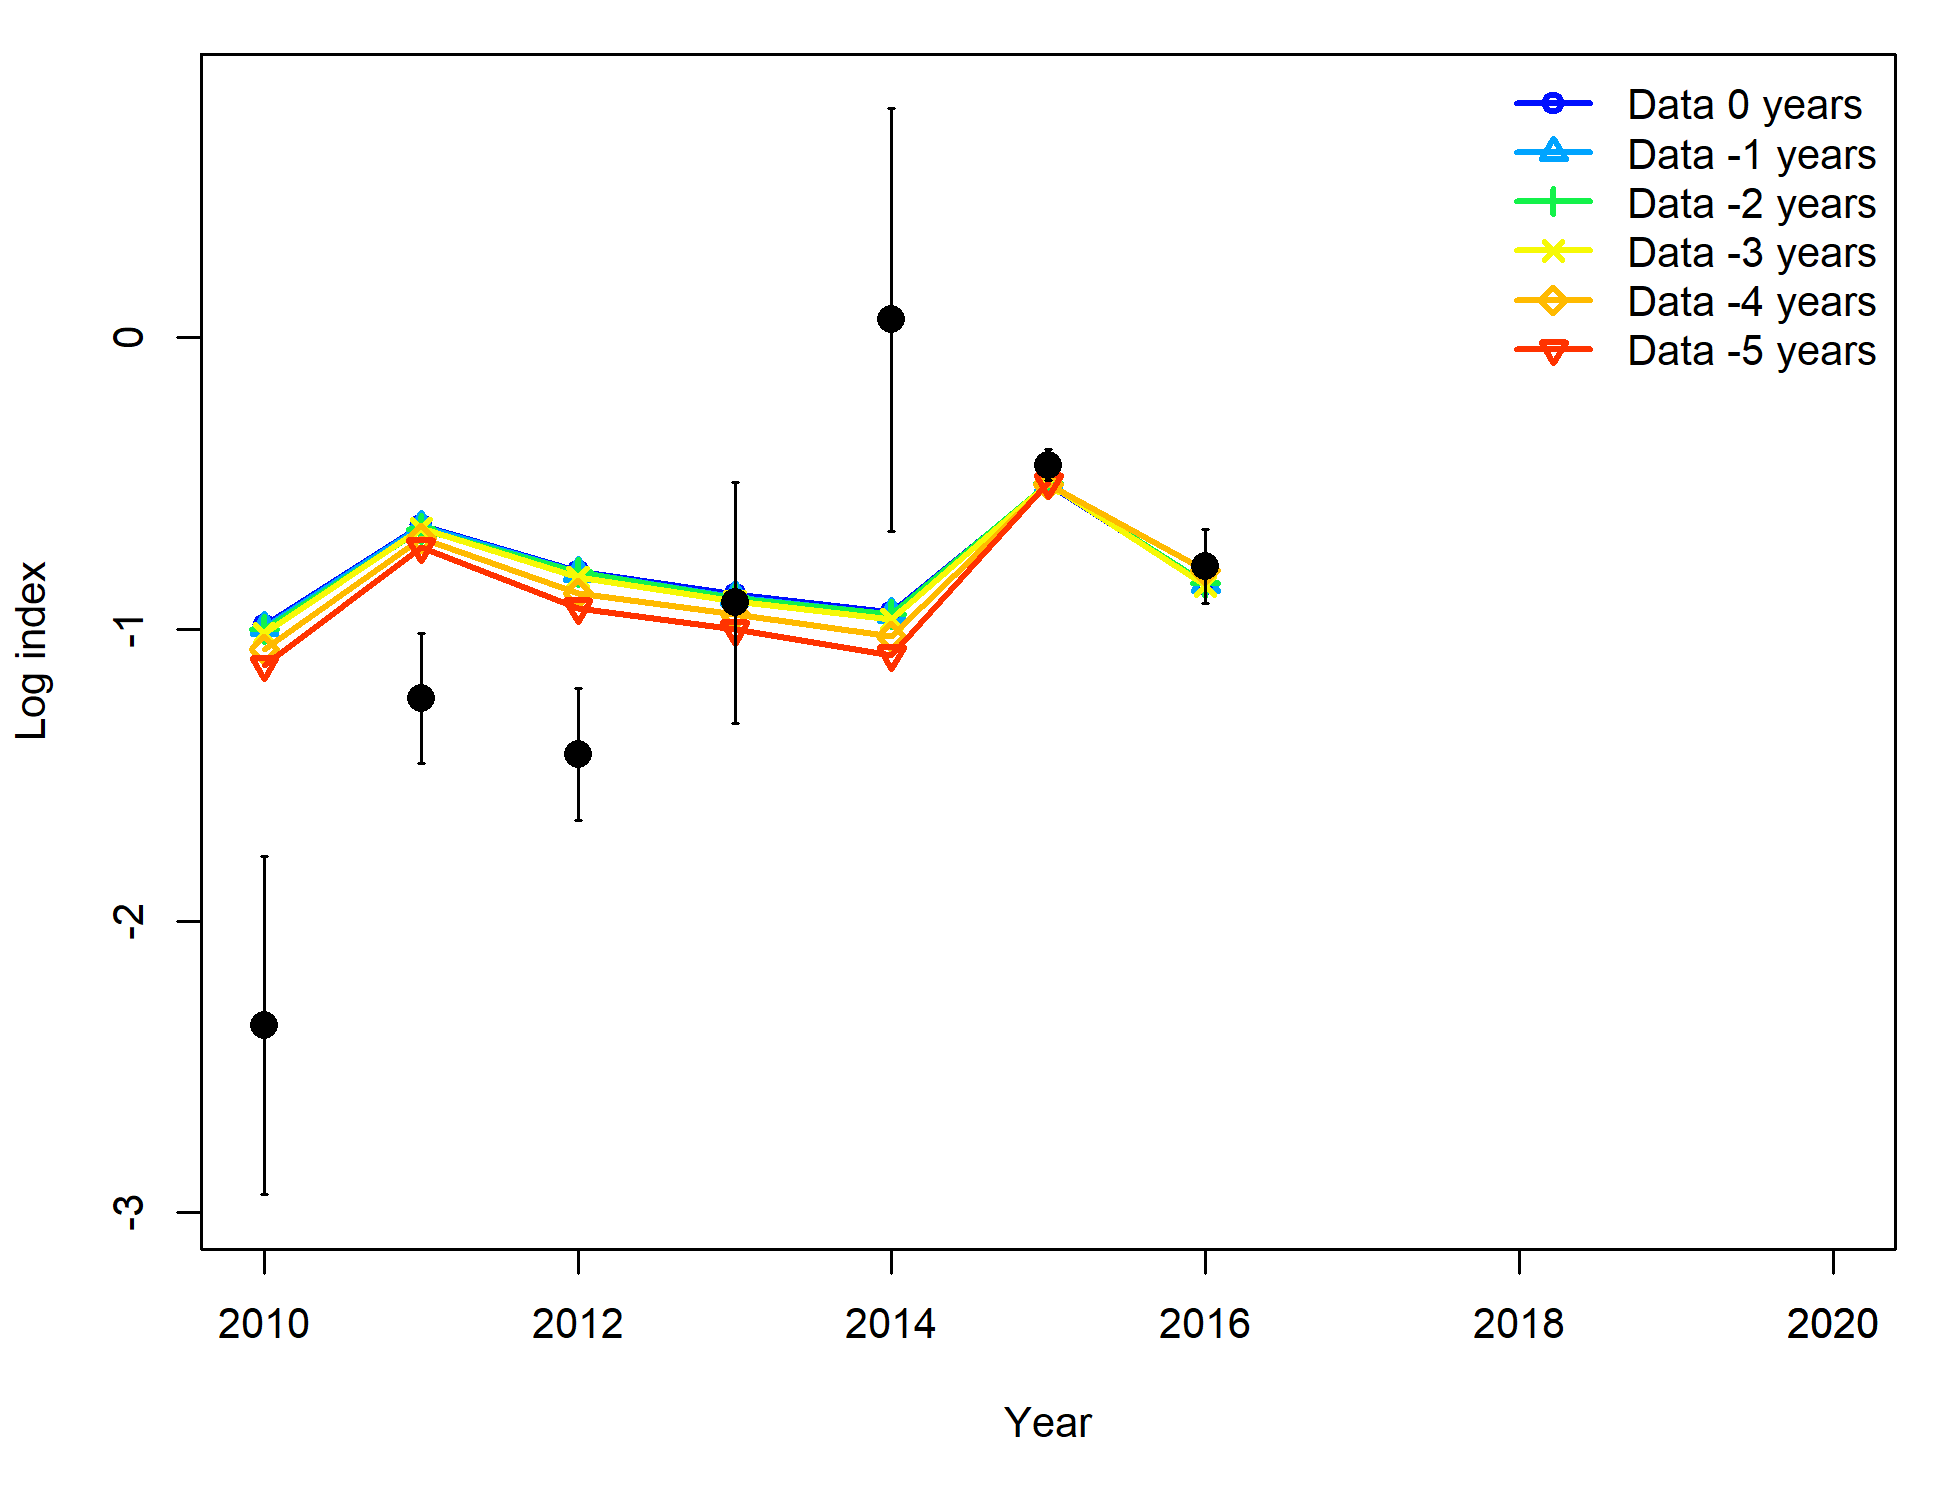 Data 0 years
Data -1 years
Data -2 years
Data -3 years
Data -4 years
Data -5 years
0
-1
-2
-3
Log index
2010 2012 2014 2016 2018 2020
Year